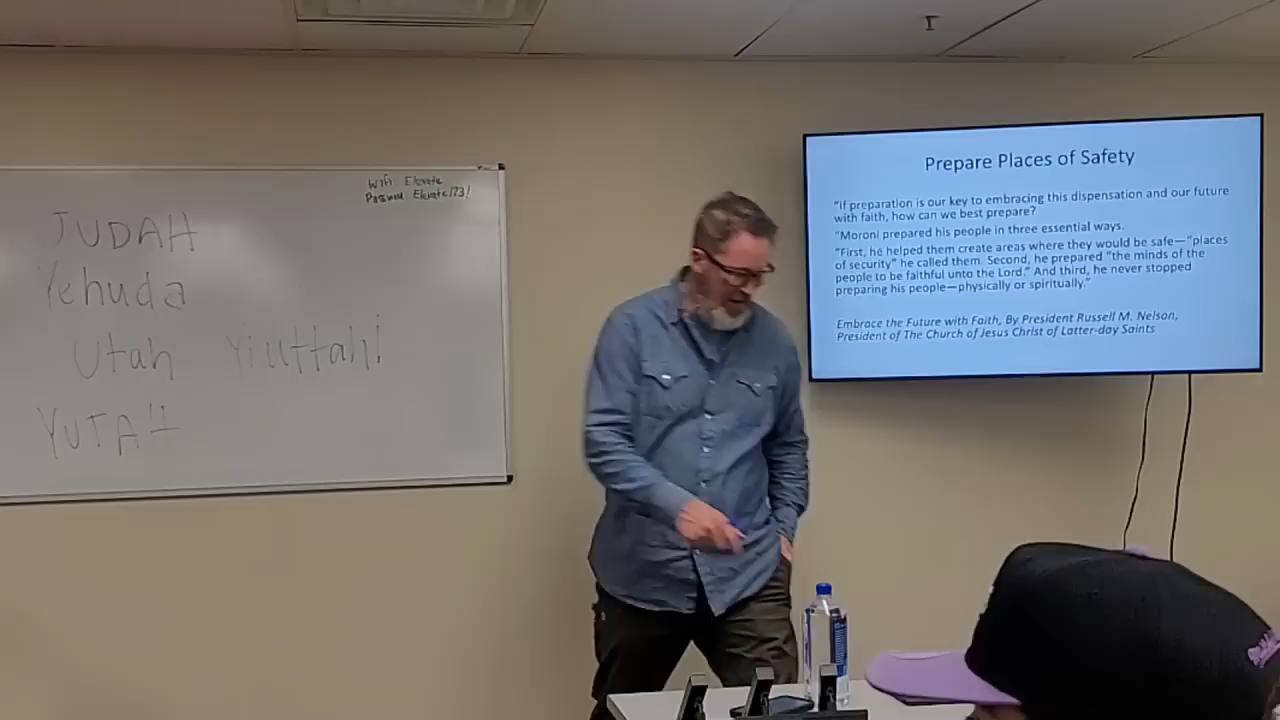 Wifi Elevate
Password Elevate123!
JUDAH
Yehuda
Utah Yiuttah!
YUTAH
Prepare Places of Safety
"If preparation is our key to embracing this dispensation and our future
with faith, how can we best prepare?
"Moroni prepared his people in three essential ways.
"First, he helped them create areas where they would be safe—"places
of security" he called them. Second, he prepared "the minds of the
people to be faithful unto the Lord." And third, he never stopped
preparing his people—physically or spiritually."
Embrace the Future with Faith, By President Russell M. Nelson,
President of The Church of Jesus Christ of Latter-day Saints